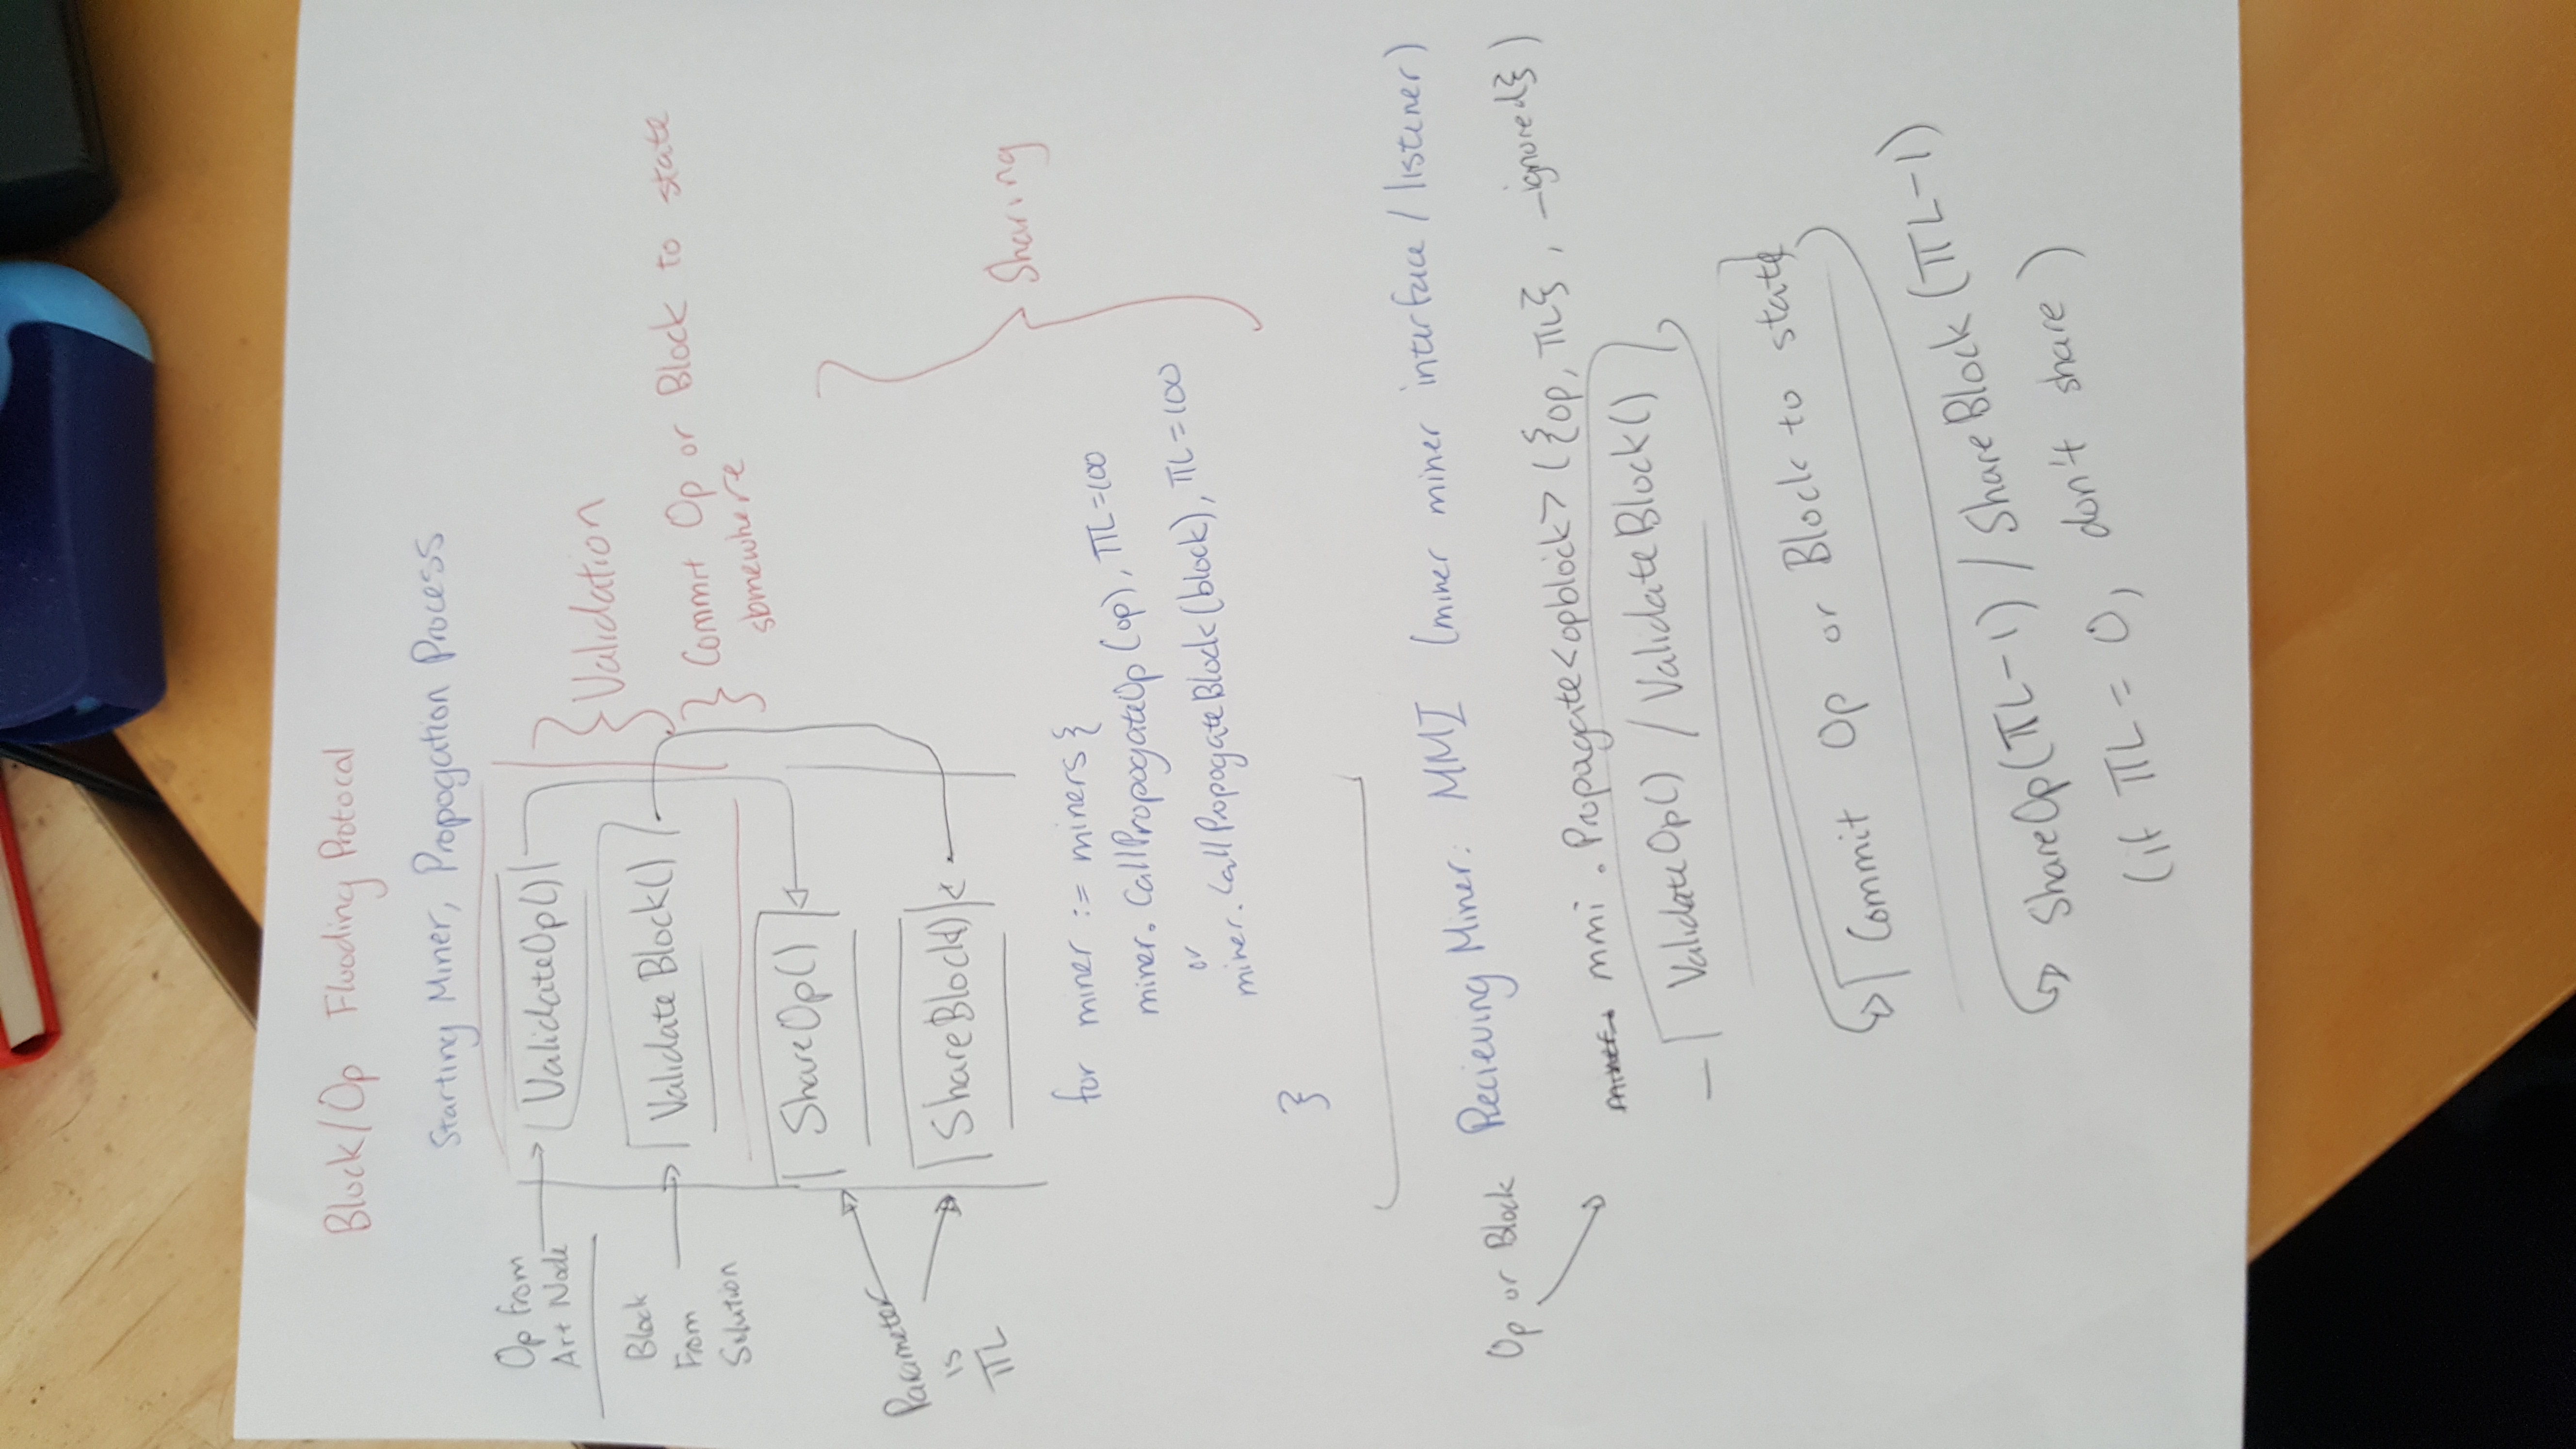 Block/Op Flooding Protocal
Starting Miner, Propogation Process
Op from
Art Node
ValidateOp()
Block
From
Solution
ValidateBlock()
Validation
Commit Op or Block to state
somewhere
ShareOp()
Parameter
is
TTL
ShareBlock()
Sharing
for miner := miners {
miner.CallPropogateOp(op), TTL=100
or
miner.CallPropogateBlock(block), TTL=100
}
Op or Block
Recieving Miner: MMI (miner miner interface / listener)
miner. mmi.Propagate<opblock>({op, TTL}, _ignored})
- ValidateOp() / ValidateBlock()
Commit Op or Block to state
ShareOp(TTL-1) / ShareBlock(TTL-1)
(if TTL = 0, don't share)